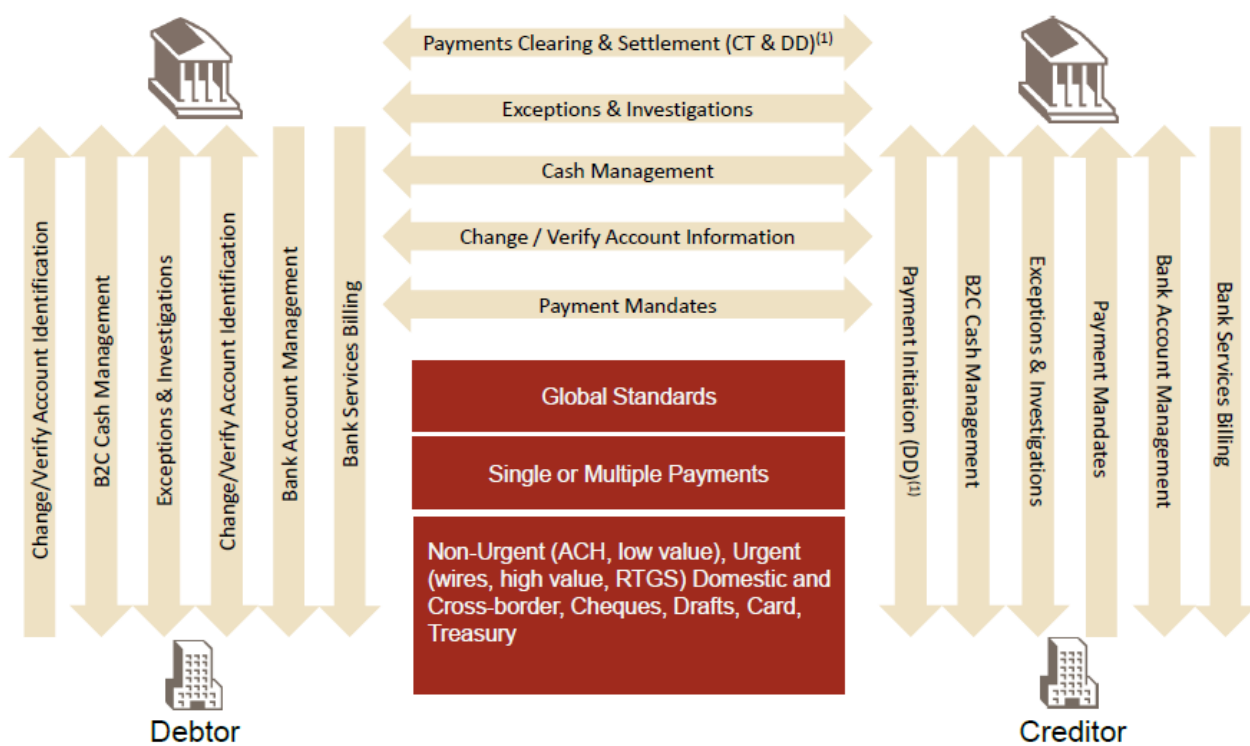 Payments Clearing & Settlement (CT & DD)(1)
Exceptions & Investigations
Cash Management
Change / Verify Account Information
Payment Mandates
Change/Verify Account Identification
B2C Cash Management
Exceptions & Investigations
Change/Verify Account Identification
Bank Account Management
Bank Services Billing
Global Standards
Single or Multiple Payments
Non-Urgent (ACH, low value), Urgent
(wires, high value, RTGS) Domestic and
Cross-border, Cheques, Drafts, Card,
Treasury
Payment Initiation (DD)(1)
B2C Cash Management
Exceptions & Investigations
Payment Mandates
Bank Account Management
Bank Services Billing
Debtor
Creditor